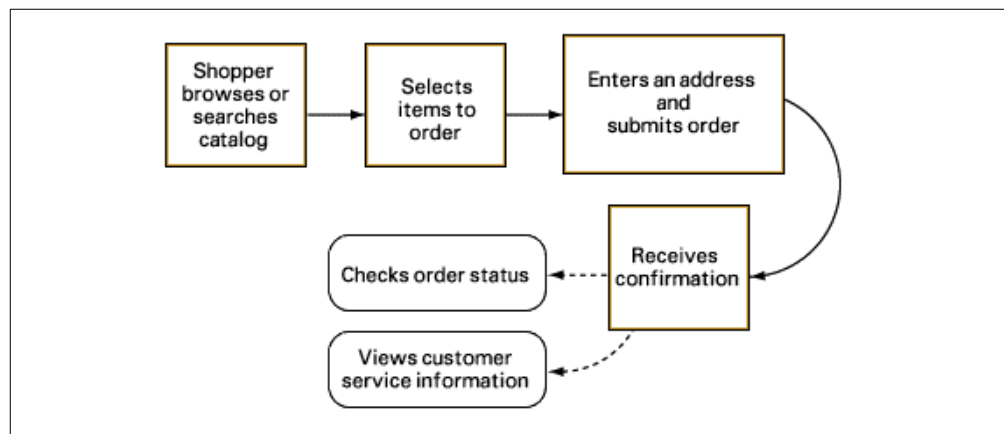 Shopper
browses or
searches
catalog
Selects
items to
order
Enters an address
and
submits order
Receives
confirmation
Checks order status
Views customer
service information